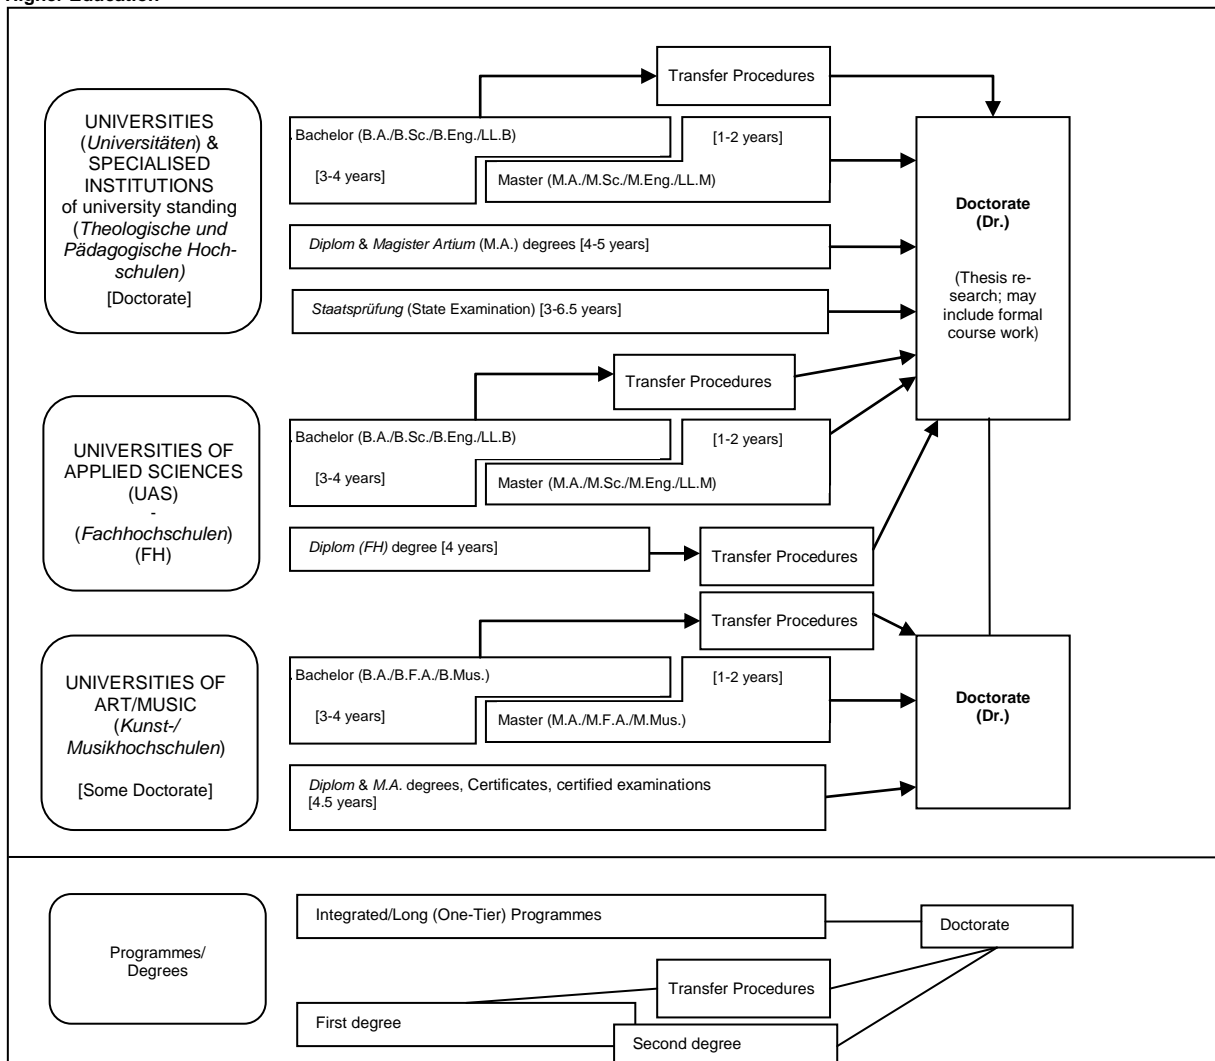 Higher Education
Transfer Procedures
UNIVERSITIES
(Universitäten) &
SPECIALISED
INSTITUTIONS
of university standing
(Theologische und
Pädagogische Hoch-
schulen)
[Doctorate]
. Bachelor (B.A./B.Sc./B.Eng./LL.B)
[3-4 years]
[1-2 years]
Master (M.A./M.Sc./M.Eng./LL.M)
Diplom & Magister Artium (M.A.) degrees [4-5 years]
Staatsprüfung (State Examination) [3-6.5 years]
Doctorate
(Dr.)
(Thesis re-
search; may
include formal
course work)
Transfer Procedures
UNIVERSITIES OF
APPLIED SCIENCES
(UAS)
-
(Fachhochschulen)
(FH)
. Bachelor (B.A./B.Sc./B.Eng./LL.B)
[3-4 years]
[1-2 years]
Master (M.A./M.Sc./M.Eng./LL.M)
Diplom (FH) degree [4 years]
Transfer Procedures
Transfer Procedures
UNIVERSITIES OF
ART/MUSIC
(Kunst-/
Musikhochschulen)
[Some Doctorate]
. Bachelor (B.A./B.F.A./B.Mus.)
[3-4 years]
[1-2 years]
Master (M.A./M.F.A./M.Mus.)
Diplom & M.A. degrees, Certificates, certified examinations
[4.5 years]
Doctorate
(Dr.)
Programmes/
Degrees
Integrated/Long (One-Tier) Programmes
Doctorate
Transfer Procedures
First degree
Second degree